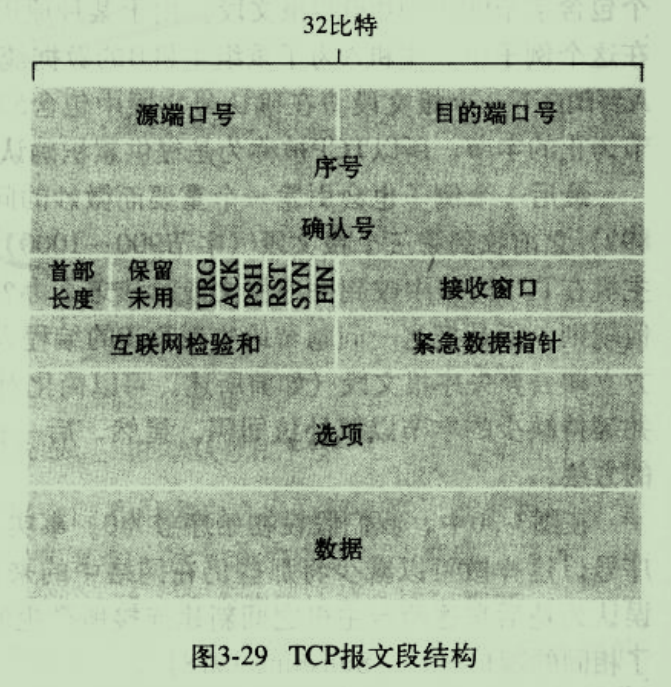 32比特
源端口号 目的端口号
序号
确认号
首部长度 保留未用 URG ACK PSH RST SYN FIN 接收窗口
互联网检验和 紧急数据指针
选项
数据
图3-29 TCP报文段结构